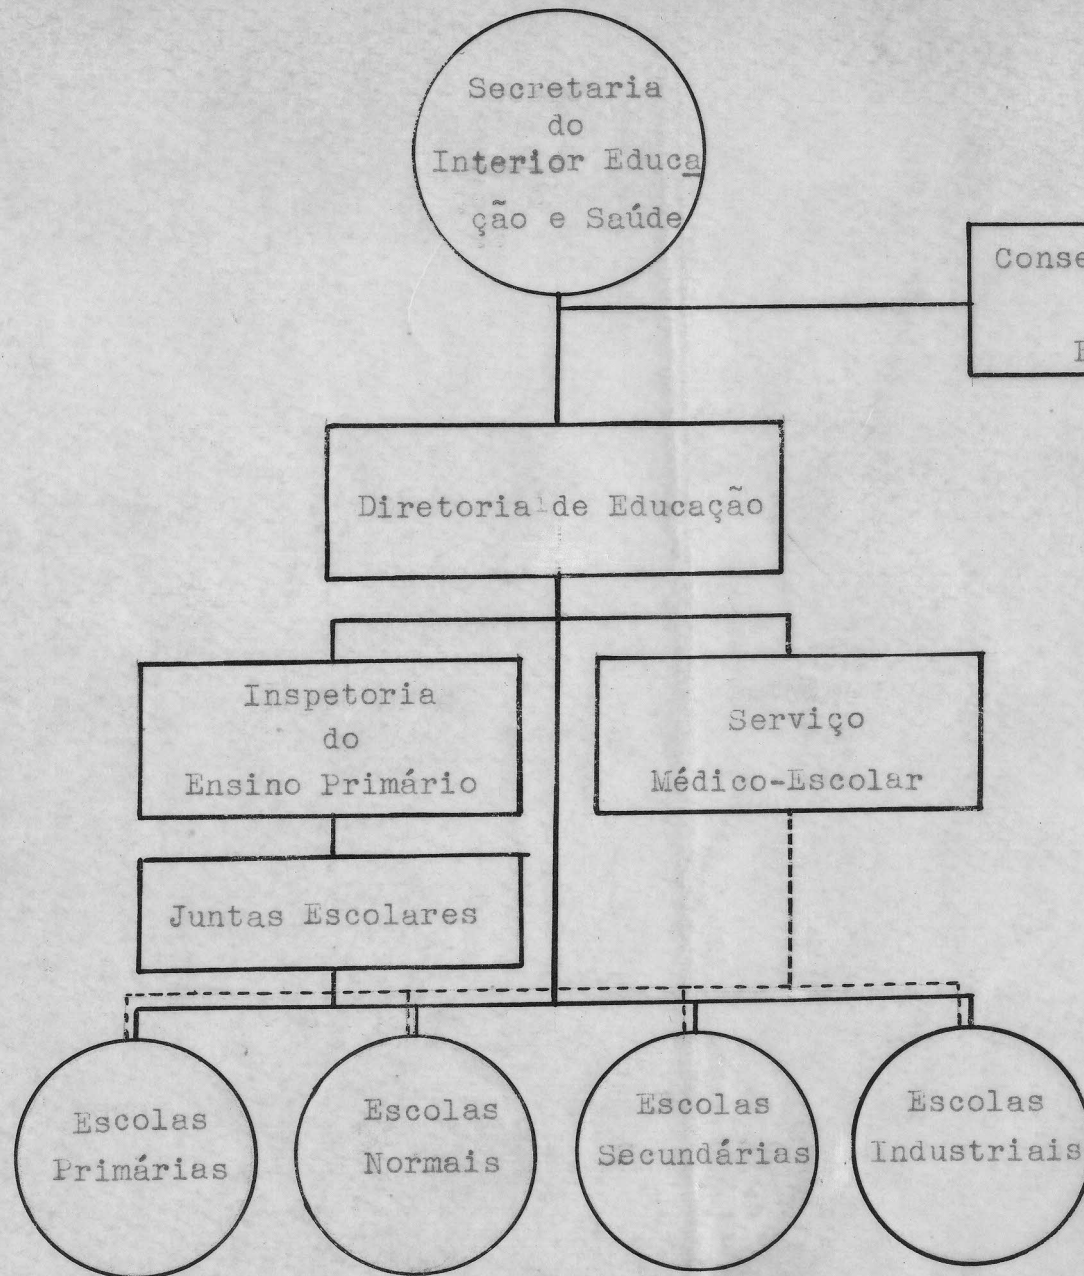 Secretaria
do
Interior Educa
ção e Saúde
Diretoria de Educação
Inspetoria
do
Ensino Primário
Serviço
Médico-Escolar
Juntas Escolares
Escolas
Primárias
Escolas
Normais
Escolas
Secundárias
Escolas
Industriais